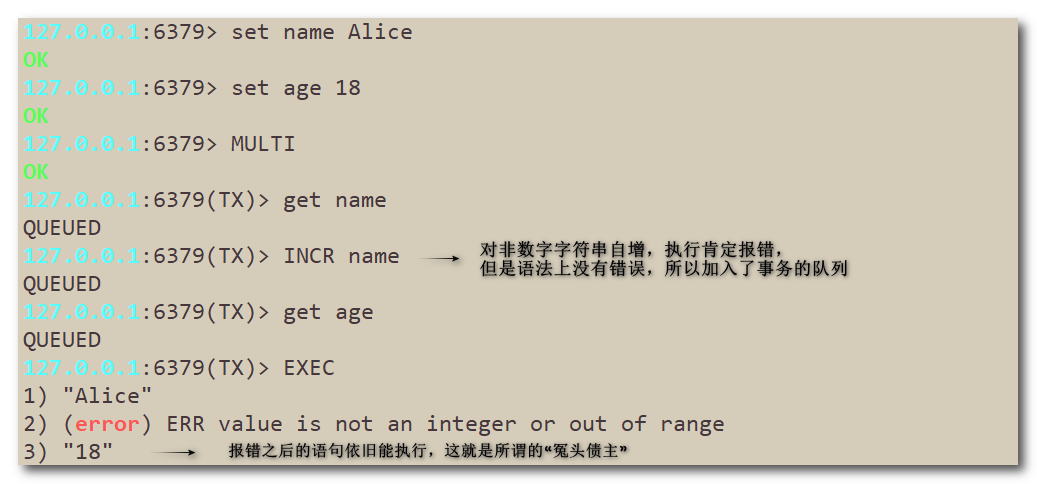 127.0.0.1:6379> set name Alice
OK
127.0.0.1:6379> set age 18
OK
127.0.0.1:6379> MULTI
OK
127.0.0.1:6379(TX)> get name
QUEUED
127.0.0.1:6379(TX)> INCR name
对非数字字符串自增，执行肯定报错，
但是语法上没有错误，所以加入了事务的队列
QUEUED
127.0.0.1:6379(TX)> get age
QUEUED
127.0.0.1:6379(TX)> EXEC
1) "Alice"
2) (error) ERR value is not an integer or out of range
3) "18"
报错之后的语句依旧能执行，这就是所谓的“冤头债主”